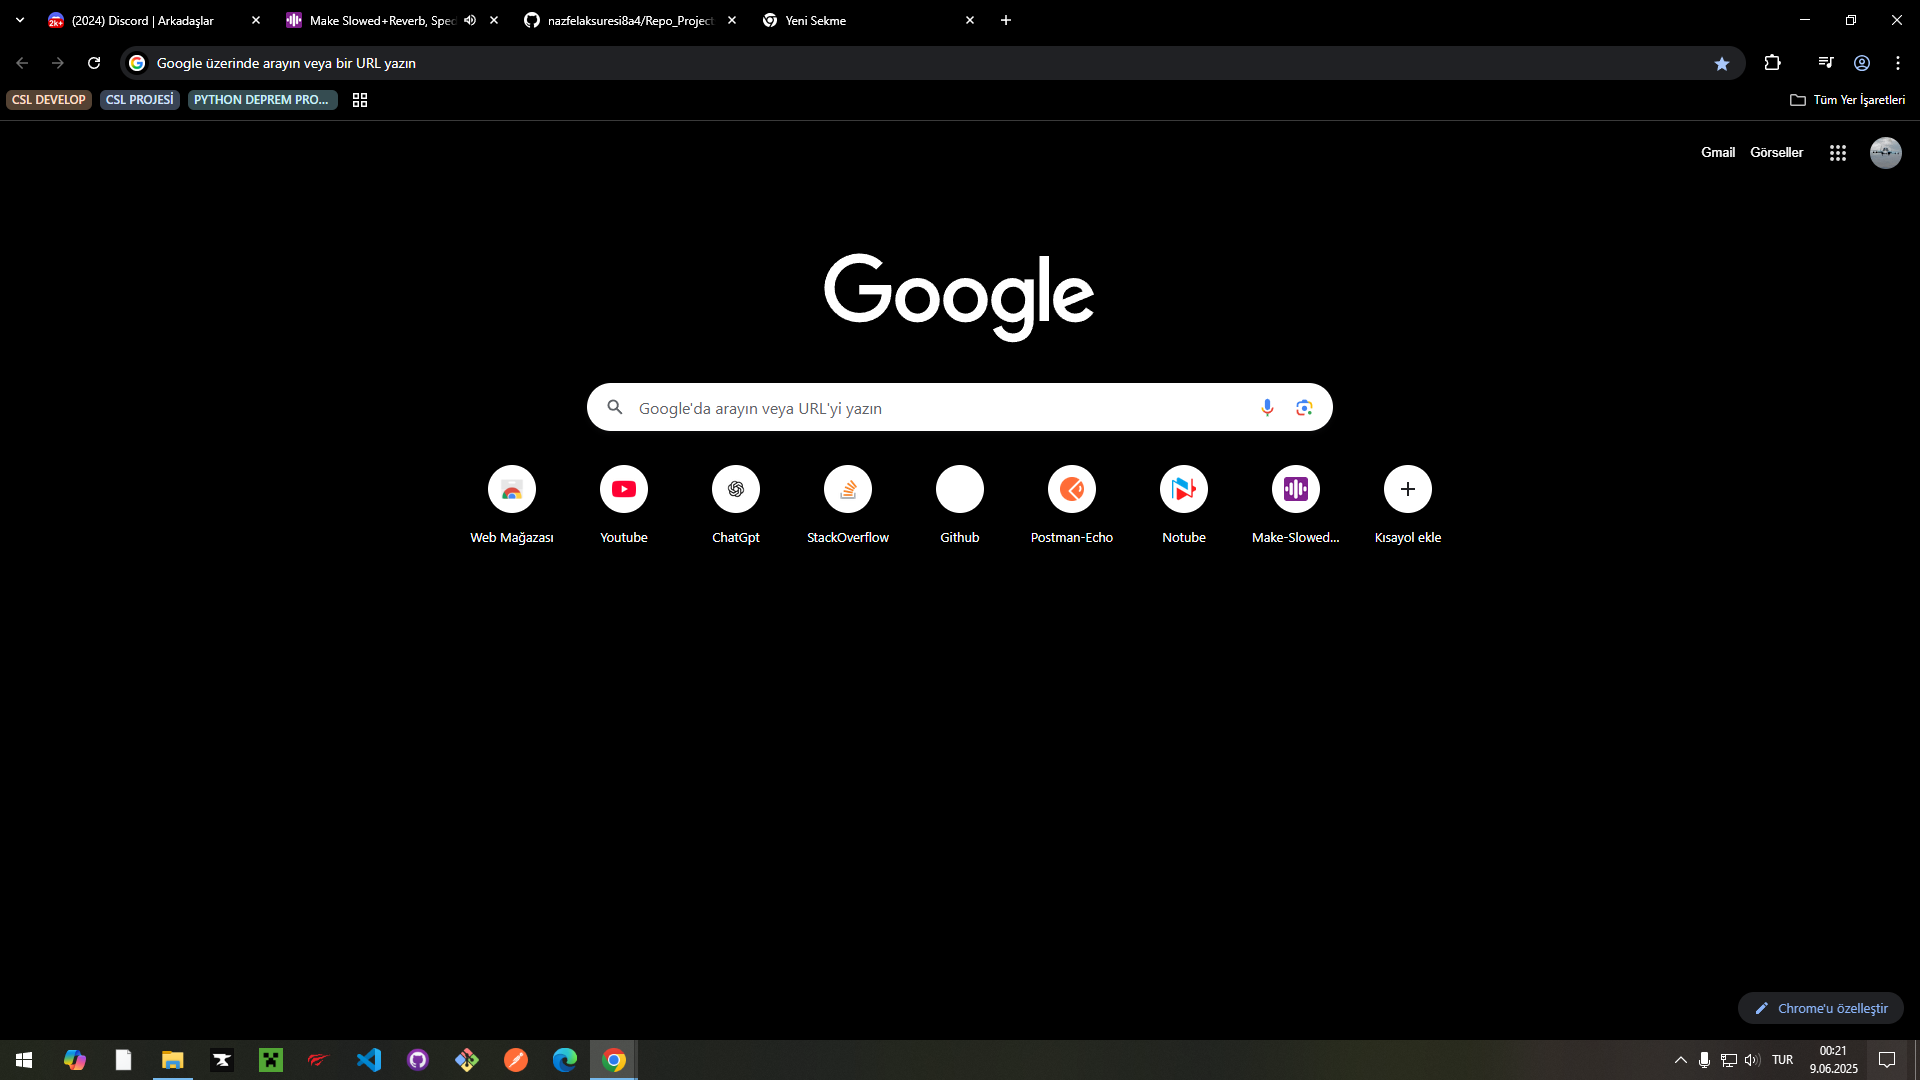 (2024) Discord | Arkadaşlar
Make Slowed+Reverb, Sped
nazfelaksuresi8a4/Repo_Project
Yeni Sekme
Google üzerinde arayın veya bir URL yazın
CSL DEVELOP
CSL PROJESİ
PYTHON DEPREM PRO...
Tüm Yer İşaretleri
Gmail
Görseller
Google
Google'da arayın veya URL'yi yazın
Web Mağazası
Youtube
ChatGpt
StackOverflow
Github
Postman-Echo
Notube
Make-Slowed...
Kısayol ekle
Chrome'u özelleştir
TUR
00:21
9.06.2025